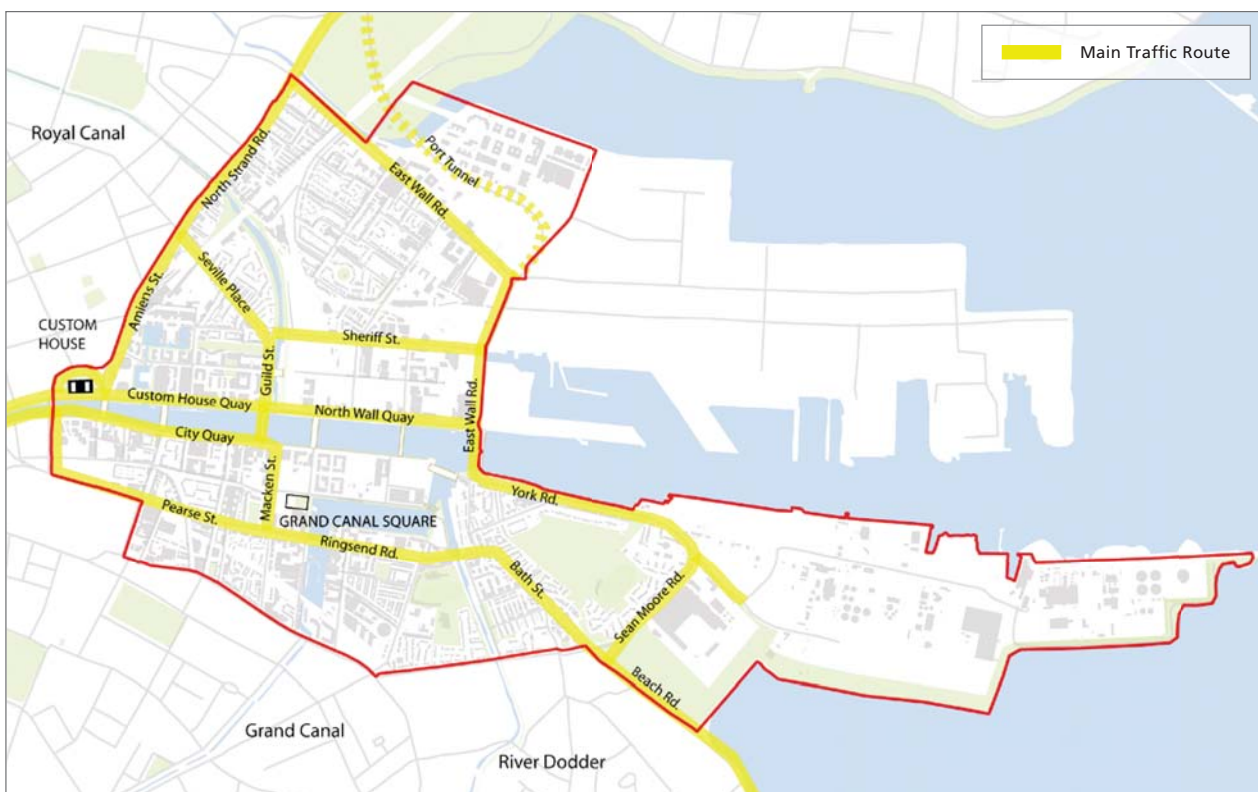 Main Traffic Route
Royal Canal
North Strand Rd.
Port Tunnel
East Wall Rd.
Seville Place
Amiens St.
CUSTOM
HOUSE
Sheriff St.
Guild St.
Custom House Quay
North Wall Quay
East Wall Rd.
City Quay
Macken St.
York Rd.
Pearse St.
GRAND CANAL SQUARE
Ringsend Rd.
Bath St.
Sean Moore Rd.
Beach Rd.
Grand Canal
River Dodder